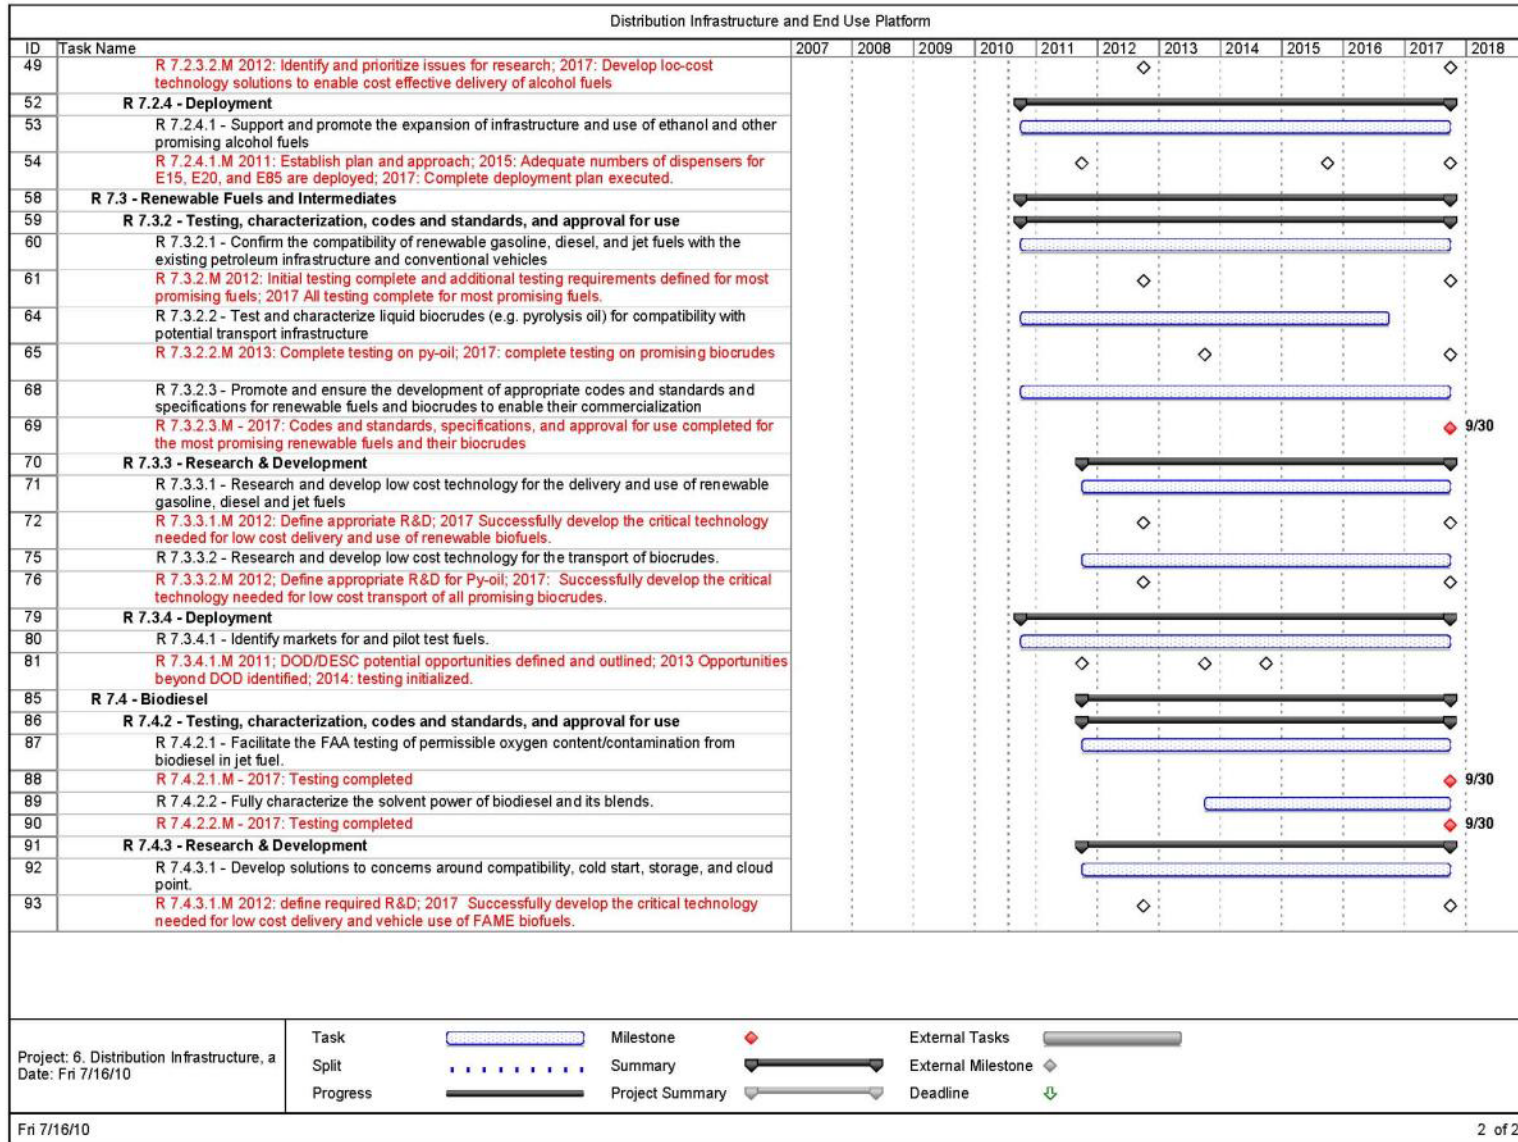 Distribution Infrastructure and End Use Platform
ID Task Name 2007 2008 2009 2010 2011 2012 2013 2014 2015 2016 2017 2018
49 R 7.2.3.2.M 2012: Identify and prioritize issues for research; 2017: Develop loc-cost
technology solutions to enable cost effective delivery of alcohol fuels
52 R 7.2.4 - Deployment
53 R 7.2.4.1 - Support and promote the expansion of infrastructure and use of ethanol and other
promising alcohol fuels
54 R 7.2.4.1.M 2011: Establish plan and approach; 2015: Adequate numbers of dispensers for
E15, E20, and E85 are deployed; 2017: Complete deployment plan executed.
58 R 7.3 - Renewable Fuels and Intermediates
59 R 7.3.2 - Testing, characterization, codes and standards, and approval for use
60 R 7.3.2.1 - Confirm the compatibility of renewable gasoline, diesel, and jet fuels with the
existing petroleum infrastructure and conventional vehicles
61 R 7.3.2.M 2012: Initial testing complete and additional testing requirements defined for most
promising fuels; 2017 All testing complete for most promising fuels.
64 R 7.3.2.2 - Test and characterize liquid biocrudes (e.g. pyrolysis oil) for compatibility with
potential transport infrastructure
65 R 7.3.2.2.M 2013: Complete testing on py-oil; 2017: complete testing on promising biocrudes
68 R 7.3.2.3 - Promote and ensure the development of appropriate codes and standards and
specifications for renewable fuels and biocrudes to enable their commercialization
69 R 7.3.2.3.M - 2017: Codes and standards, specifications, and approval for use completed for 9/30
the most promising renewable fuels and their biocrudes
70 R 7.3.3 - Research & Development
71 R 7.3.3.1 - Research and develop low cost technology for the delivery and use of renewable
gasoline, diesel and jet fuels
72 R 7.3.3.1.M 2012: Define approriate R&D; 2017 Successfully develop the critical technology
needed for low cost delivery and use of renewable biofuels.
75 R 7.3.3.2 - Research and develop low cost technology for the transport of biocrudes.
76 R 7.3.3.2.M 2012; Define appropriate R&D for Py-oil; 2017: Successfully develop the critical
technology needed for low cost transport of all promising biocrudes.
79 R 7.3.4 - Deployment
80 R 7.3.4.1 - Identify markets for and pilot test fuels.
81 R 7.3.4.1.M 2011; DOD/DESC potential opportunities defined and outlined; 2013 Opportunities
beyond DOD identified; 2014: testing initialized.
85 R 7.4 - Biodiesel
86 R 7.4.2 - Testing, characterization, codes and standards, and approval for use
87 R 7.4.2.1 - Facilitate the FAA testing of permissible oxygen content/contamination from
biodiesel in jet fuel.
88 R 7.4.2.1.M - 2017: Testing completed 9/30
89 R 7.4.2.2 - Fully characterize the solvent power of biodiesel and its blends.
90 R 7.4.2.2.M - 2017: Testing completed 9/30
91 R 7.4.3 - Research & Development
92 R 7.4.3.1 - Develop solutions to concerns around compatibility, cold start, storage, and cloud
point.
93 R 7.4.3.1.M 2012: define required R&D; 2017 Successfully develop the critical technology
needed for low cost delivery and vehicle use of FAME biofuels.
Project: 6. Distribution Infrastructure, a
Date: Fri 7/16/10
Task Milestone External Tasks
Split Summary External Milestone
Progress Project Summary Deadline
Fri 7/16/10 2 of 2